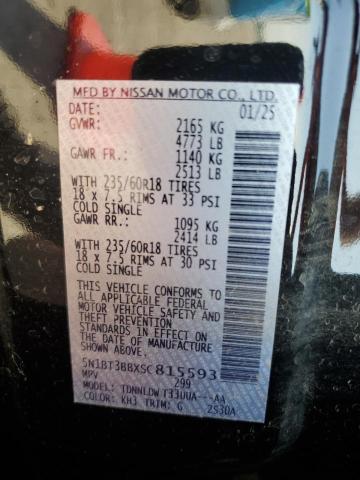 MFD BY NISSAN MOTOR CO., LTD.
DATE: 01/25
GVWR: 2165 KG
4773 LB
GAWR FR.: 1140 KG
2513 LB
WITH 235/60R18 TIRES
18 x 7.5 RIMS AT 33 PSI
COLD SINGLE
GAWR RR.: 1095 KG
2414 LB
WITH 235/60R18 TIRES
18 x 7.5 RIMS AT 30 PSI
COLD SINGLE
THIS VEHICLE CONFORMS TO
ALL APPLICABLE FEDERAL
MOTOR VEHICLE SAFETY,
THEFT PREVENTION
STANDARDS IN EFFECT ON
THE DATE OF MANUFACTURE
SHOWN ABOVE.
5N1BT3BBXSC815593
MPV 299
TDNNLDW T33UUA---AA
COLOR: KH3 TRIM: G 2S30A